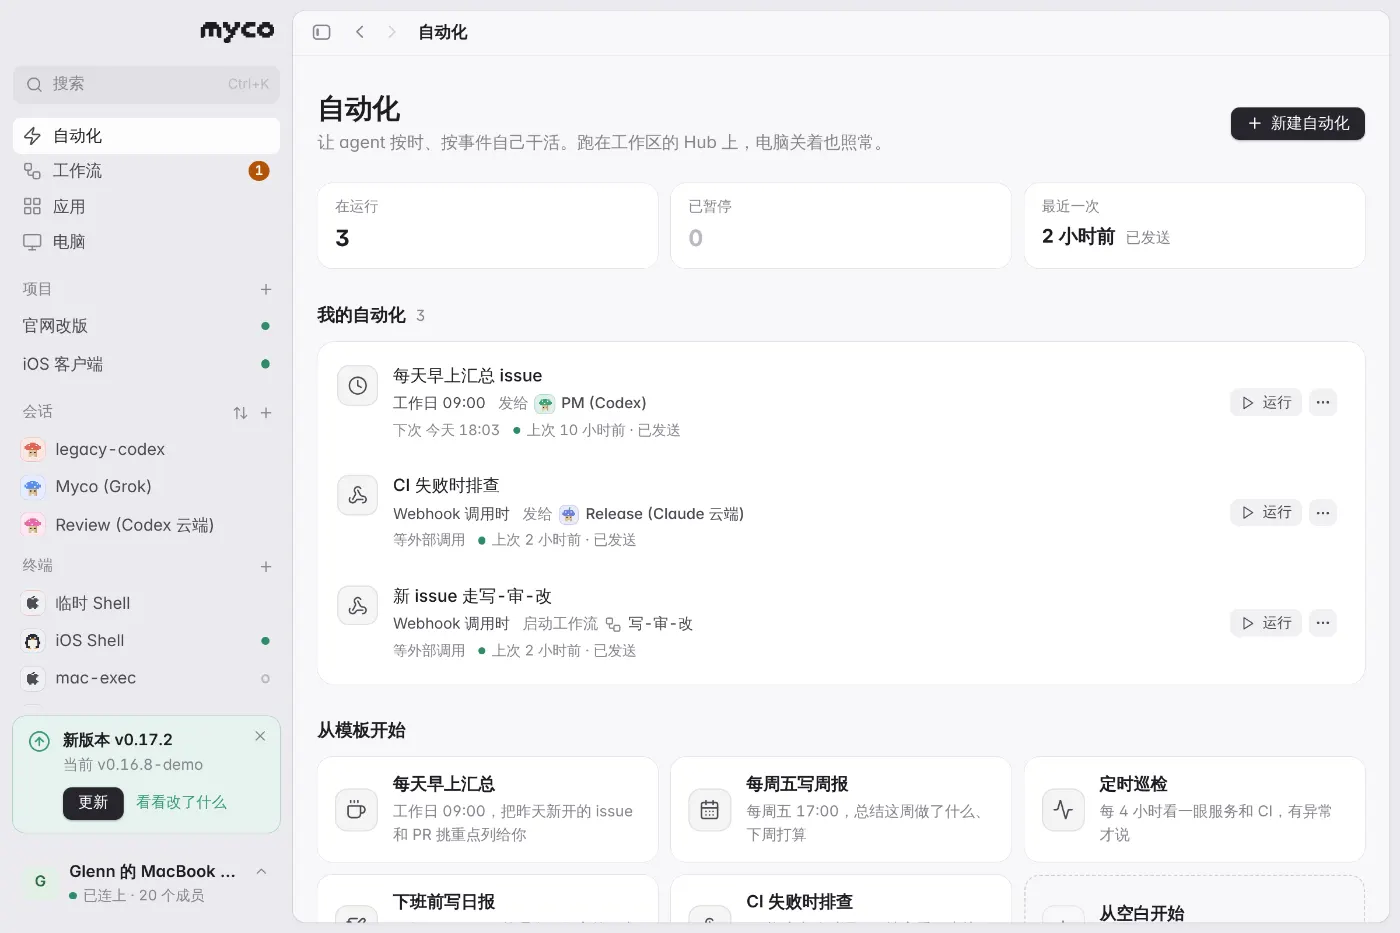 myco
搜索
Ctrl+K
自动化
工作流
1
应用
电脑
项目
官网改版
iOS 客户端
会话
legacy-codex
Myco (Grok)
Review (Codex 云端)
终端
临时 Shell
iOS Shell
mac-exec
新版本 v0.17.2
当前 v0.16.8-demo
更新
看看改了什么
G
Glenn 的 MacBook ...
已连上 · 20 个成员
自动化
自动化
让 agent 按时、按事件自己干活。跑在工作区的 Hub 上，电脑关着也照常。
新建自动化
在运行
3
已暂停
0
最近一次
2 小时前 已发送
我的自动化 3
每天早上汇总 issue
工作日 09:00 发给 PM (Codex)
下次 今天 18:03 上次 10 小时前 · 已发送
运行
CI 失败时排查
Webhook 调用时 发给 Release (Claude 云端)
等外部调用 上次 2 小时前 · 已发送
运行
新 issue 走写-审-改
Webhook 调用时 启动工作流 写-审-改
等外部调用 上次 2 小时前 · 已发送
运行
从模板开始
每天早上汇总
工作日 09:00，把昨天新开的 issue
和 PR 挑重点列给你
每周五写周报
每周五 17:00，总结这周做了什么、
下周打算
定时巡检
每 4 小时看一眼服务和 CI，有异常
才说
下班前写日报
CI 失败时排查
从空白开始